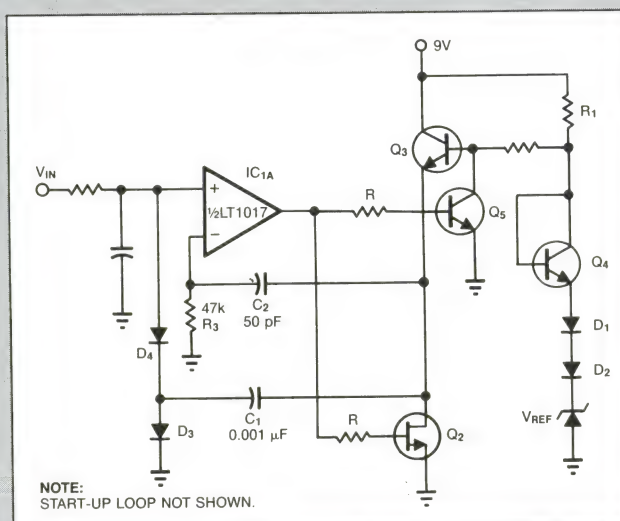 9V
R1
Q3
VIN
IC1A
+
½LT1017
−
R
Q5
Q4
47k
R3
C2
50 pF
D1
D4
D2
C1
0.001 µF
R
Q2
VREF
D3
NOTE:
START-UP LOOP NOT SHOWN.